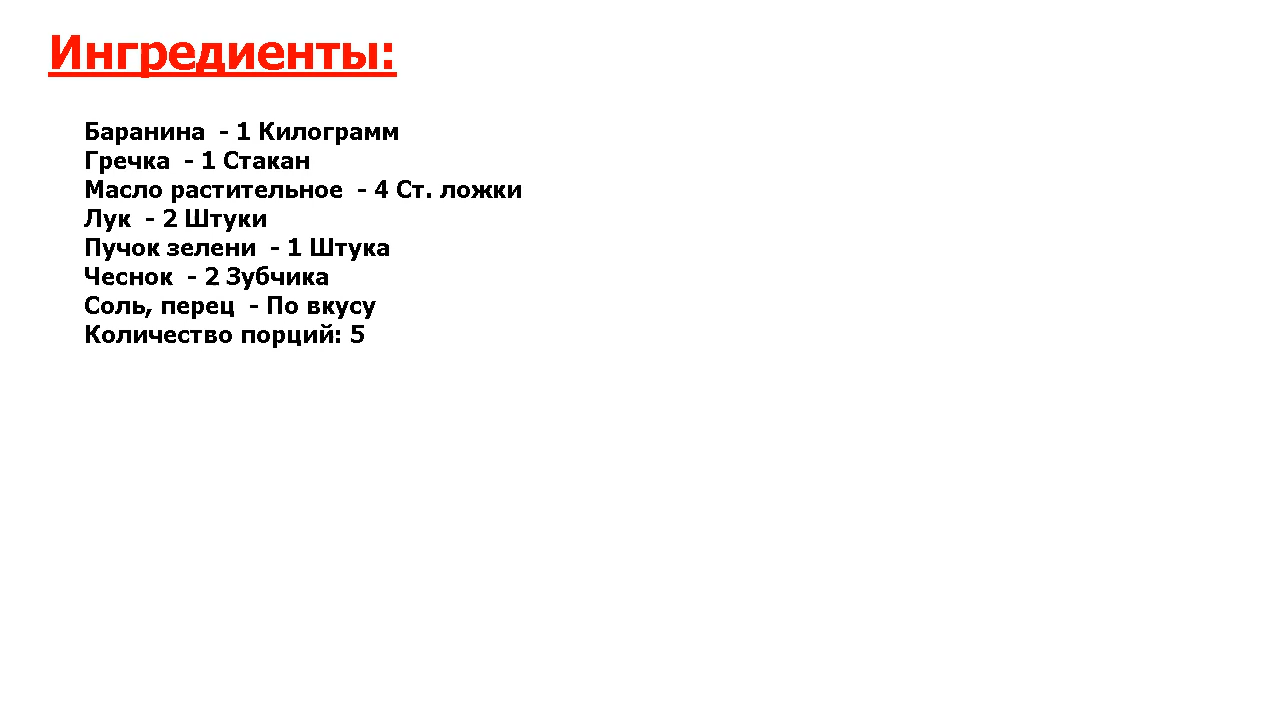 Ингредиенты:
Баранина  - 1 Килограмм
Гречка  - 1 Стакан
Масло растительное  - 4 Ст. ложки
Лук  - 2 Штуки
Пучок зелени  - 1 Штука
Чеснок  - 2 Зубчика
Соль, перец  - По вкусу
Количество порций: 5